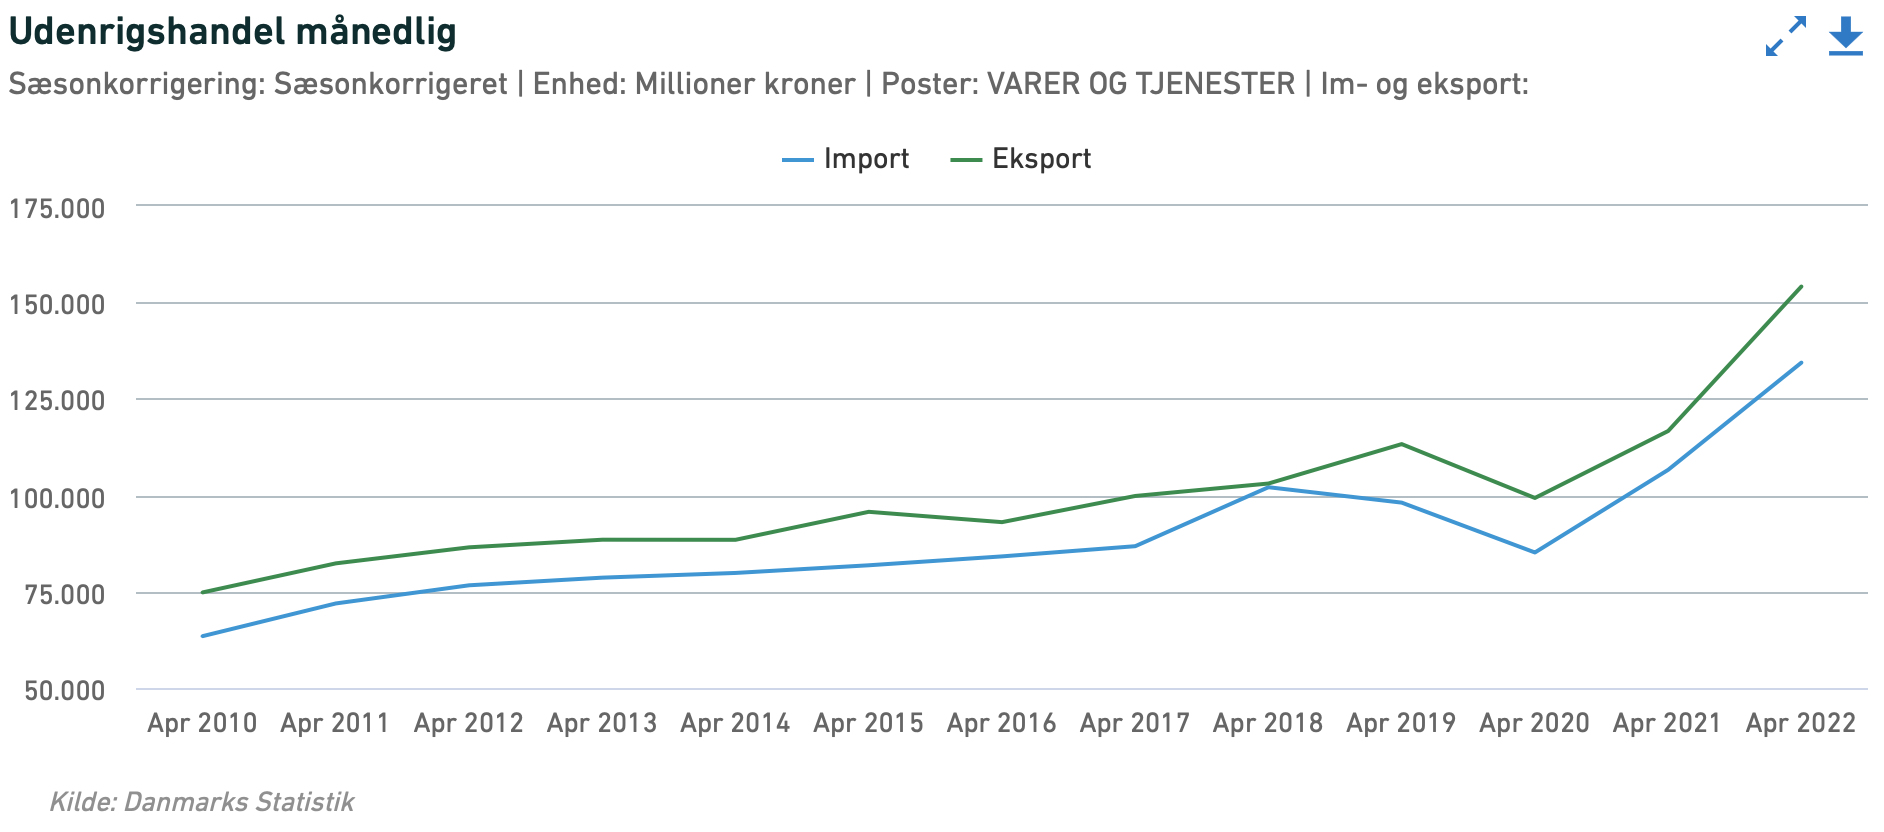 Udenrigshandel månedlig
Sæsonkorrigering: Sæsonkorrigeret | Enhed: Millioner kroner | Poster: VARER OG TJENESTER | Im- og eksport:
Import Eksport
175.000
150.000
125.000
100.000
75.000
50.000
Apr 2010 Apr 2011 Apr 2012 Apr 2013 Apr 2014 Apr 2015 Apr 2016 Apr 2017 Apr 2018 Apr 2019 Apr 2020 Apr 2021 Apr 2022
Kilde: Danmarks Statistik